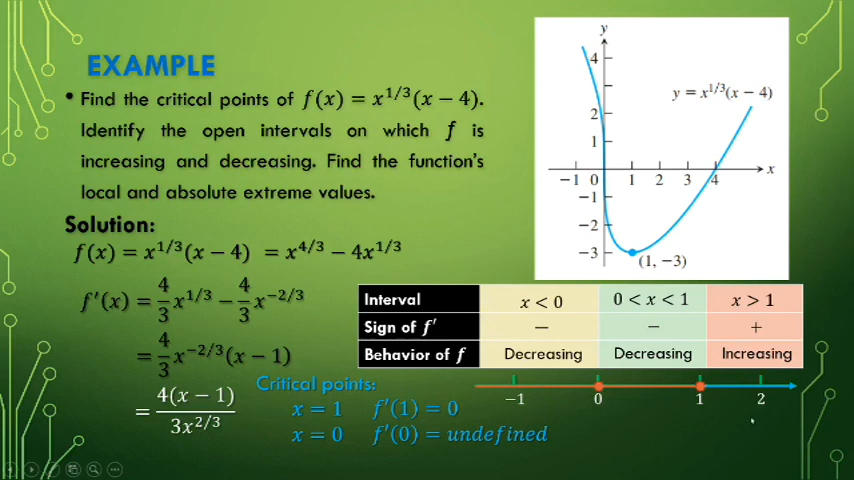 EXAMPLE
• Find the critical points of f(x) = x^{1/3}(x − 4).
Identify the open intervals on which f is
increasing and decreasing. Find the function's
local and absolute extreme values.
Solution:
f(x) = x^{1/3}(x − 4) = x^{4/3} − 4x^{1/3}
f′(x) = \frac{4}{3}x^{1/3} − \frac{4}{3}x^{−2/3}
= \frac{4}{3}x^{−2/3}(x − 1)
= \frac{4(x − 1)}{3x^{2/3}}
Critical points:
x = 1 f′(1) = 0
x = 0 f′(0) = undefined
y
4
2
1
y = x^{1/3}(x − 4)
−1 0 1 2 3 4 x
−1
−2
−3
(1, −3)
Interval x < 0 0 < x < 1 x > 1
Sign of f′ − − +
Behavior of f Decreasing Decreasing Increasing
−1 0 1 2